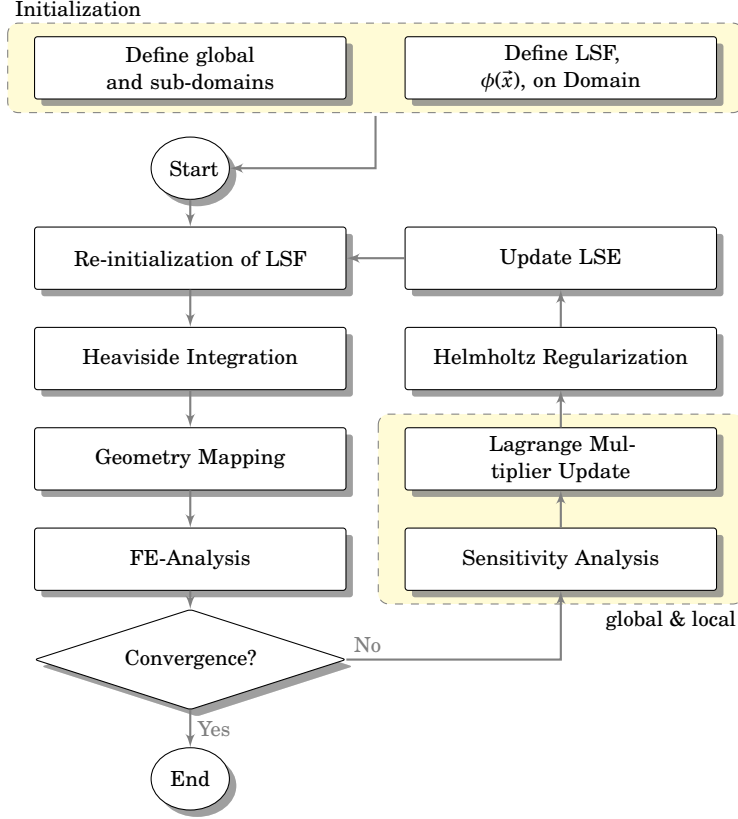 Initialization
Define global
and sub-domains
Define LSF,
ϕ(x⃗), on Domain
Start
Re-initialization of LSF
Update LSE
Heaviside Integration
Helmholtz Regularization
Geometry Mapping
Lagrange Mul-
tiplier Update
FE-Analysis
Sensitivity Analysis
global & local
Convergence?
No
Yes
End